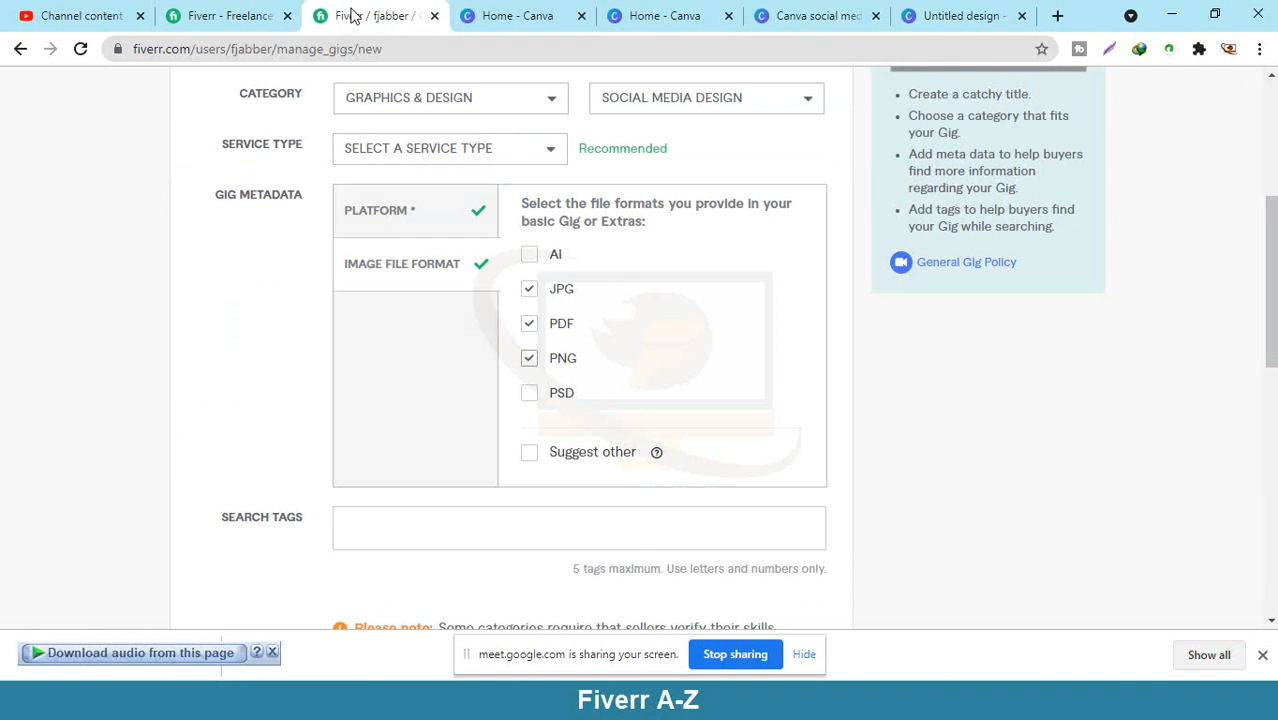 Channel content
Fiverr - Freelance
Fiverr / fjabber /
Home - Canva
Home - Canva
Canva social med
Untitled design -
fiverr.com/users/fjabber/manage_gigs/new
CATEGORY
GRAPHICS & DESIGN
SOCIAL MEDIA DESIGN
SERVICE TYPE
SELECT A SERVICE TYPE
Recommended
GIG METADATA
PLATFORM *
IMAGE FILE FORMAT
Select the file formats you provide in your
basic Gig or Extras:
AI
JPG
PDF
PNG
PSD
Suggest other
SEARCH TAGS
5 tags maximum. Use letters and numbers only.
Please note: Some categories require that sellers verify their skills.
• Create a catchy title.
• Choose a category that fits
your Gig.
• Add meta data to help buyers
find more information
regarding your Gig.
• Add tags to help buyers find
your Gig while searching.
General Gig Policy
Download audio from this page
?
meet.google.com is sharing your screen.
Stop sharing
Hide
Show all
Fiverr A-Z